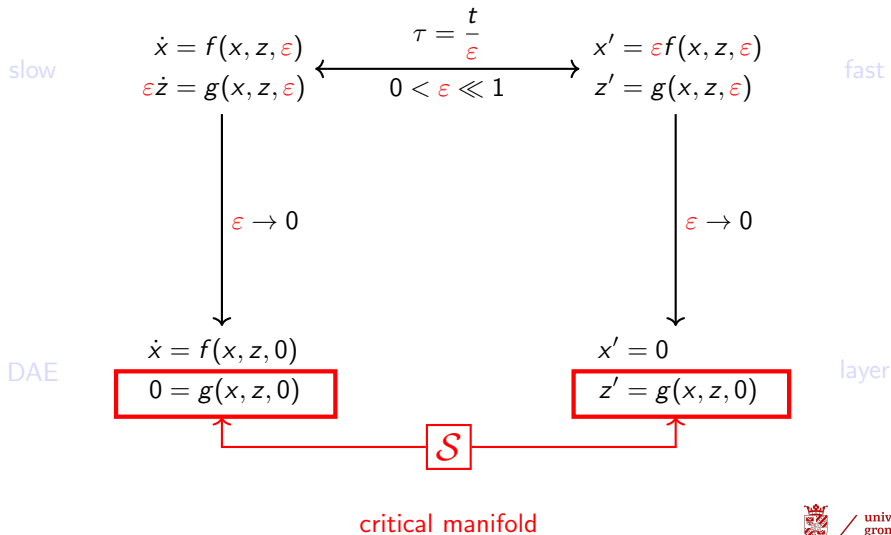 slow
ẋ = f(x, z, ε)
εż = g(x, z, ε)
τ = t/ε
0 < ε ≪ 1
x′ = εf(x, z, ε)
z′ = g(x, z, ε)
fast
ε → 0
ε → 0
DAE
ẋ = f(x, z, 0)
0 = g(x, z, 0)
x′ = 0
z′ = g(x, z, 0)
layer
𝒮
critical manifold